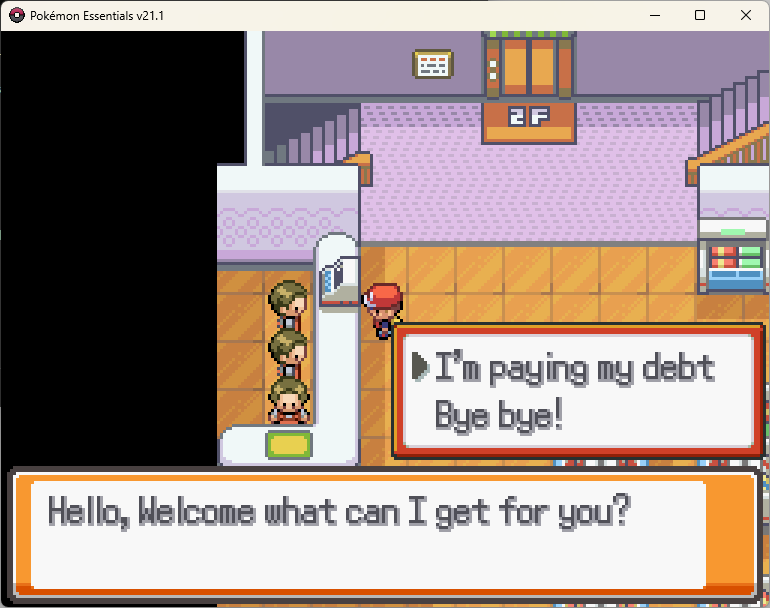 Pokémon Essentials v21.1
2F
I'm paying my debt
Bye bye!
Hello, Welcome what can I get for you?